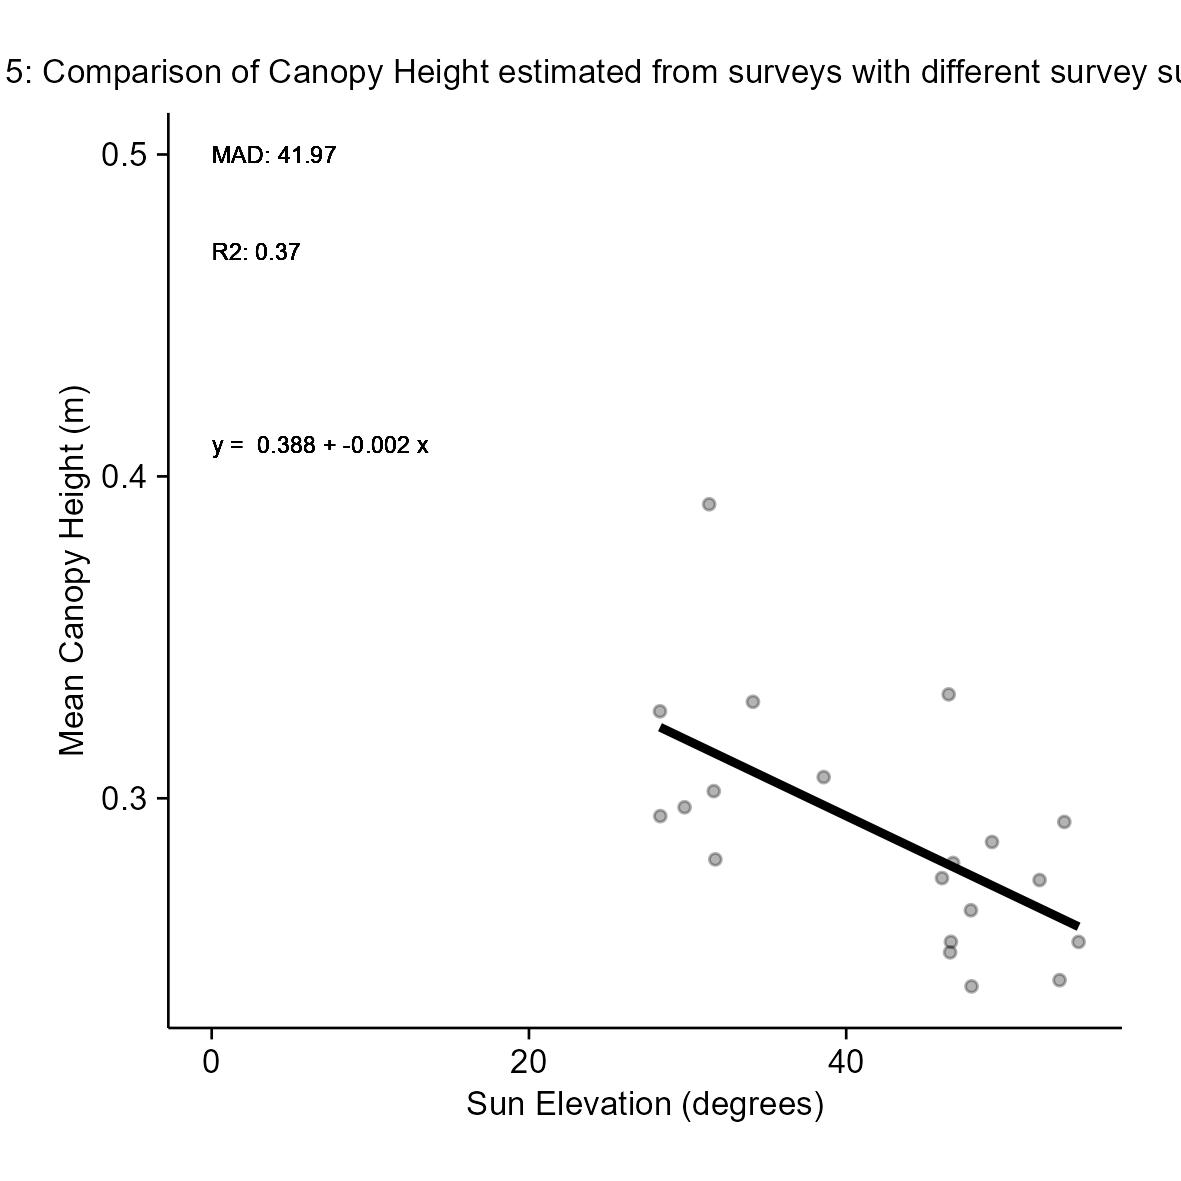 5: Comparison of Canopy Height estimated from surveys with different survey
0.5
MAD: 41.97
R2: 0.37
y =  0.388 + -0.002 x
0.4
0.3
Mean Canopy Height (m)
0
20
40
Sun Elevation (degrees)